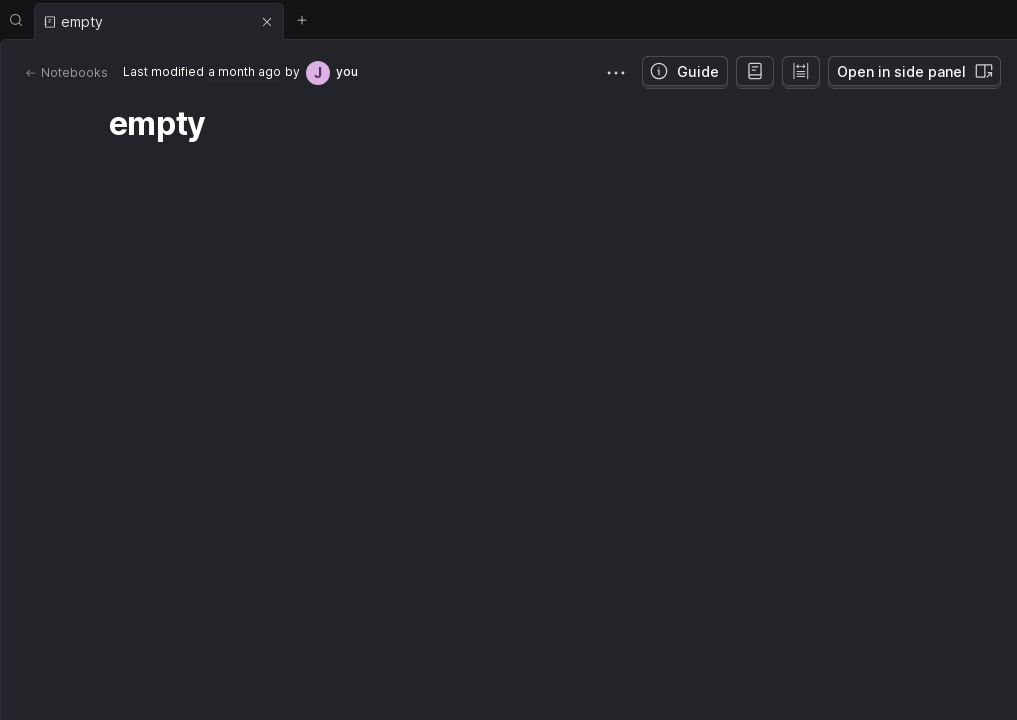 empty
Notebooks
Last modified a month ago by J you
Guide
Open in side panel
empty